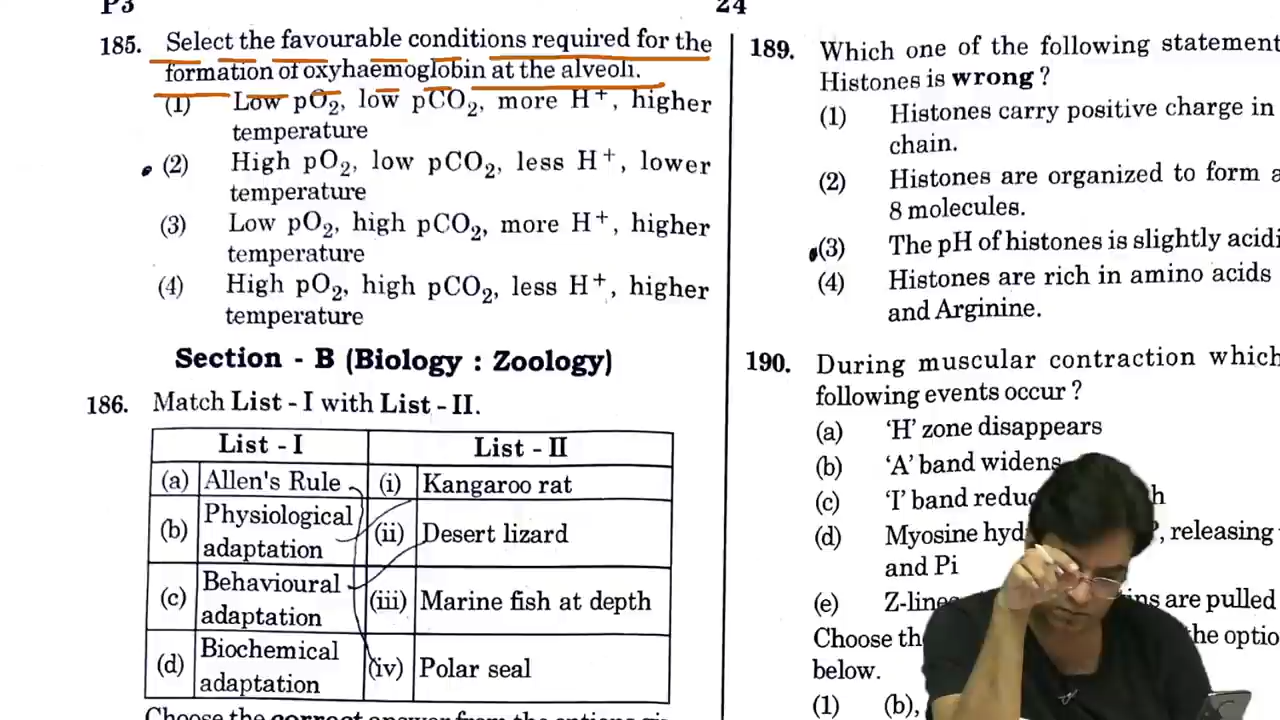 P3
24
185. Select the favourable conditions required for the
formation of oxyhaemoglobin at the alveoli.
(1) Low pO2, low pCO2, more H+, higher
temperature
(2) High pO2, low pCO2, less H+, lower
temperature
(3) Low pO2, high pCO2, more H+, higher
temperature
(4) High pO2, high pCO2, less H+, higher
temperature
Section - B (Biology : Zoology)
186. Match List - I with List - II.
List - I List - II
(a) Allen's Rule (i) Kangaroo rat
(b) Physiological
adaptation
(ii) Desert lizard
(c) Behavioural
adaptation
(iii) Marine fish at depth
(d) Biochemical
adaptation
(iv) Polar seal
Choose the correct answer from the options
189. Which one of the following statement
Histones is wrong ?
(1) Histones carry positive charge in
chain.
(2) Histones are organized to form
8 molecules.
(3) The pH of histones is slightly
(4) Histones are rich in amino acids
and Arginine.
190. During muscular contraction which
following events occur ?
(a) 'H' zone disappears
(b) 'A' band widens
(c) 'I' band
(d) Myosine releasing
and Pi
(e) are pulled
Choose the
below.
(1) (b),